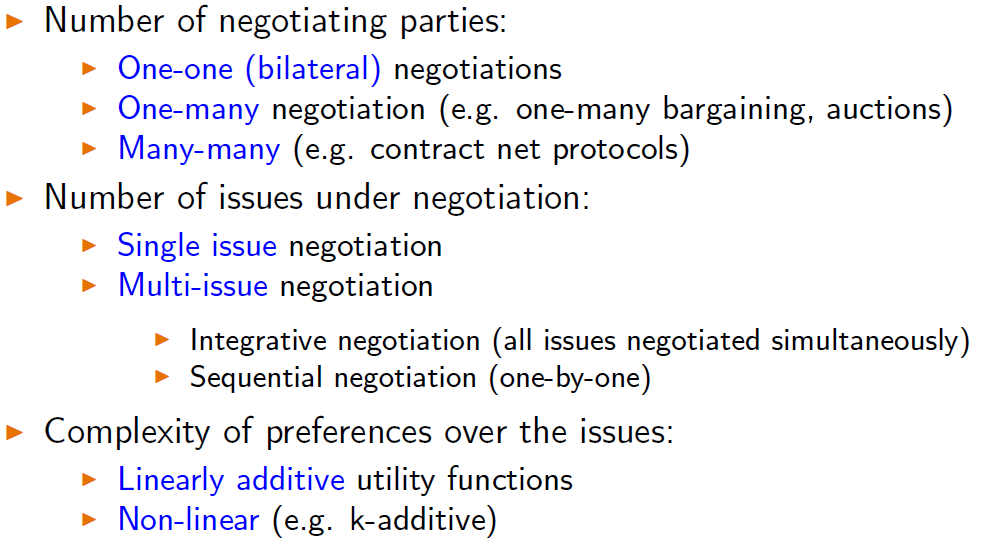 Number of negotiating parties:
One-one (bilateral) negotiations
One-many negotiation (e.g. one-many bargaining, auctions)
Many-many (e.g. contract net protocols)
Number of issues under negotiation:
Single issue negotiation
Multi-issue negotiation
Integrative negotiation (all issues negotiated simultaneously)
Sequential negotiation (one-by-one)
Complexity of preferences over the issues:
Linearly additive utility functions
Non-linear (e.g. k-additive)